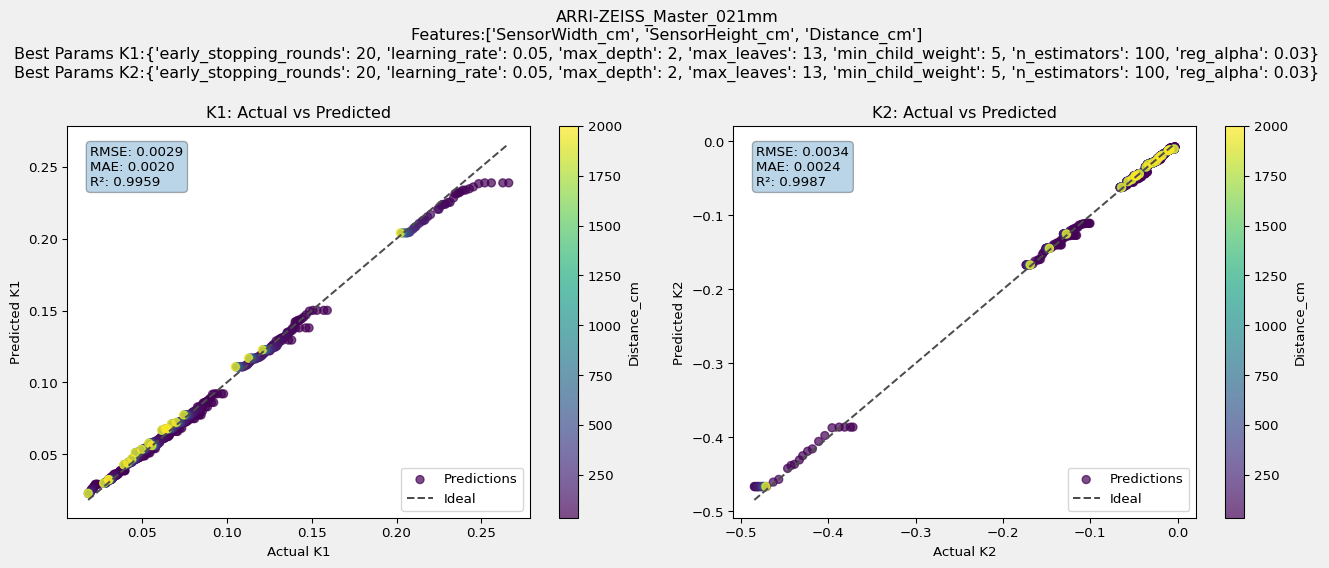 ARRI-ZEISS_Master_021mm
Features:['SensorWidth_cm', 'SensorHeight_cm', 'Distance_cm']
Best Params K1:{'early_stopping_rounds': 20, 'learning_rate': 0.05, 'max_depth': 2, 'max_leaves': 13, 'min_child_weight': 5, 'n_estimators': 100, 'reg_alpha': 0.03}
Best Params K2:{'early_stopping_rounds': 20, 'learning_rate': 0.05, 'max_depth': 2, 'max_leaves': 13, 'min_child_weight': 5, 'n_estimators': 100, 'reg_alpha': 0.03}
K1: Actual vs Predicted
RMSE: 0.0029
MAE: 0.0020
R²: 0.9959
0.25
0.20
0.15
0.10
0.05
Predicted K1
0.05
0.10
0.15
0.20
0.25
Actual K1
Predictions
Ideal
2000
1750
1500
1250
1000
750
500
250
Distance_cm
K2: Actual vs Predicted
RMSE: 0.0034
MAE: 0.0024
R²: 0.9987
0.0
−0.1
−0.2
−0.3
−0.4
−0.5
Predicted K2
−0.5
−0.4
−0.3
−0.2
−0.1
0.0
Actual K2
Predictions
Ideal
2000
1750
1500
1250
1000
750
500
250
Distance_cm